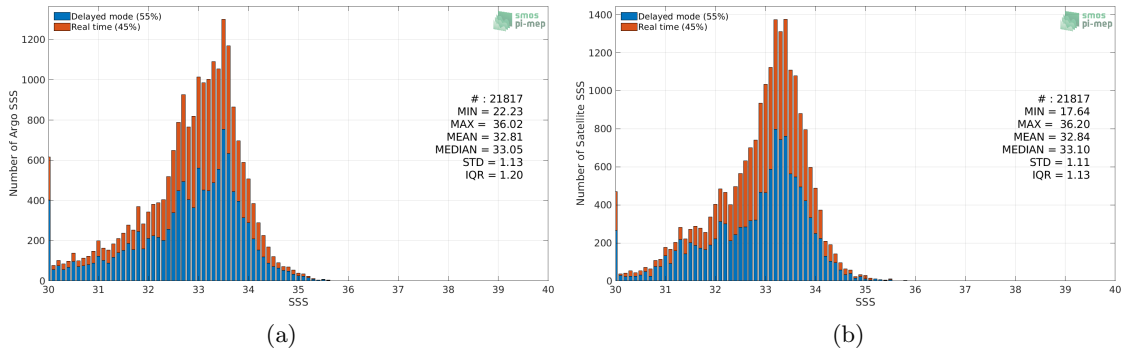 Delayed mode (55%)
Real time (45%)
smos
pi-mep
1200
1000
800
600
400
200
0
Number of Argo SSS
# : 21817
MIN = 22.23
MAX = 36.02
MEAN = 32.81
MEDIAN = 33.05
STD = 1.13
IQR = 1.20
30 31 32 33 34 35 36 37 38 39 40
SSS
(a)
1400
Delayed mode (55%)
Real time (45%)
smos
pi-mep
1200
1000
800
600
400
200
0
Number of Satellite SSS
# : 21817
MIN = 17.64
MAX = 36.20
MEAN = 32.84
MEDIAN = 33.10
STD = 1.11
IQR = 1.13
30 31 32 33 34 35 36 37 38 39 40
SSS
(b)